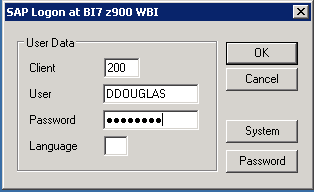 SAP Logon at BI7 z900 WBI
User Data
Client 200
User DDOUGLAS
Password ●●●●●●●●
Language
OK
Cancel
System
Password